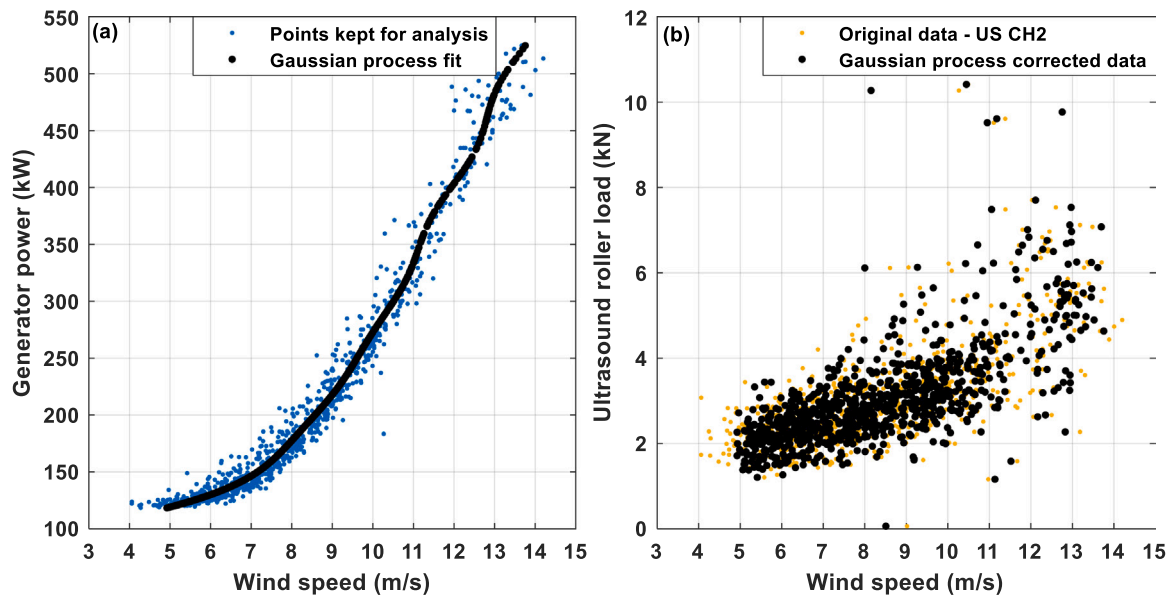 (a)
Points kept for analysis
Gaussian process fit
550
500
450
400
350
300
250
200
150
100
Generator power (kW)
3 4 5 6 7 8 9 10 11 12 13 14 15
Wind speed (m/s)
(b)
Original data - US CH2
Gaussian process corrected data
12
10
8
6
4
2
0
Ultrasound roller load (kN)
3 4 5 6 7 8 9 10 11 12 13 14 15
Wind speed (m/s)